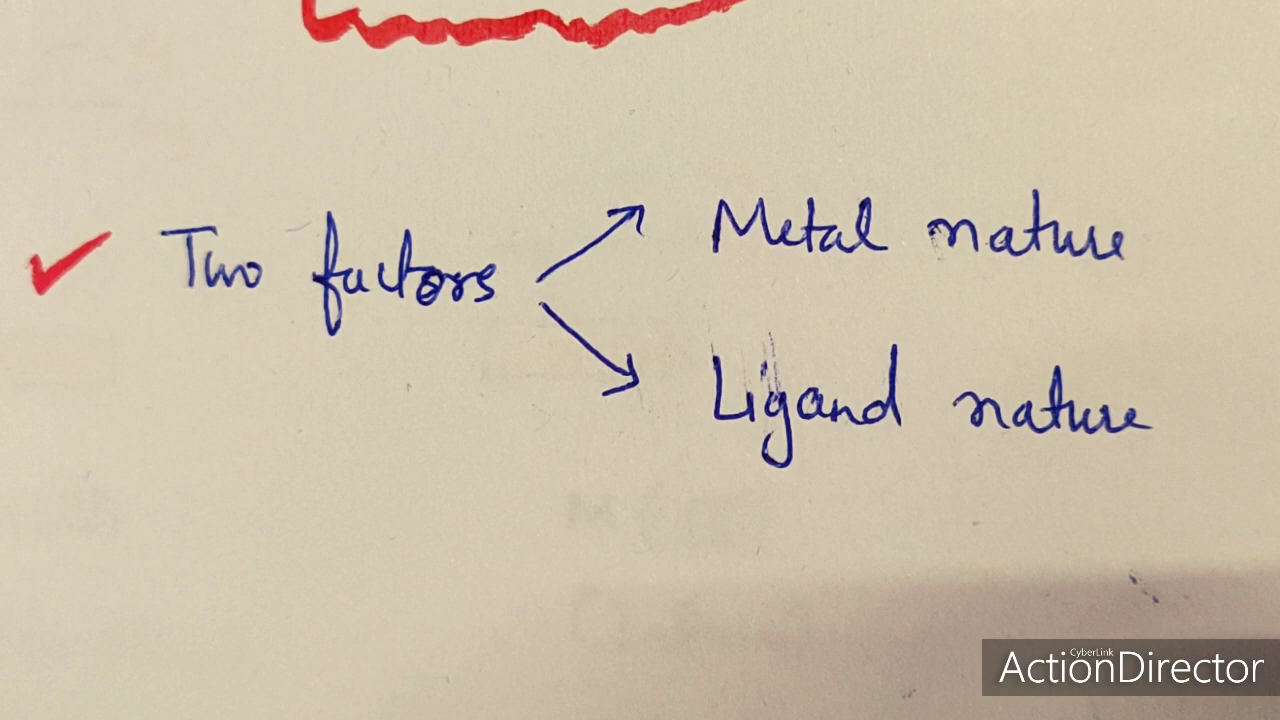 Two factors
Metal nature
Ligand nature
CyberLink
ActionDirector